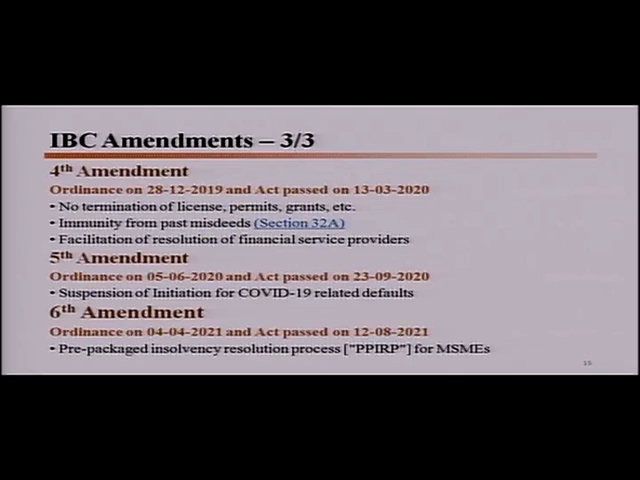 IBC Amendments – 3/3
4th Amendment
Ordinance on 28-12-2019 and Act passed on 13-03-2020
• No termination of license, permits, grants, etc.
• Immunity from past misdeeds (Section 32A)
• Facilitation of resolution of financial service providers
5th Amendment
Ordinance on 05-06-2020 and Act passed on 23-09-2020
• Suspension of Initiation for COVID-19 related defaults
6th Amendment
Ordinance on 04-04-2021 and Act passed on 12-08-2021
• Pre-packaged insolvency resolution process ["PPIRP"] for MSMEs